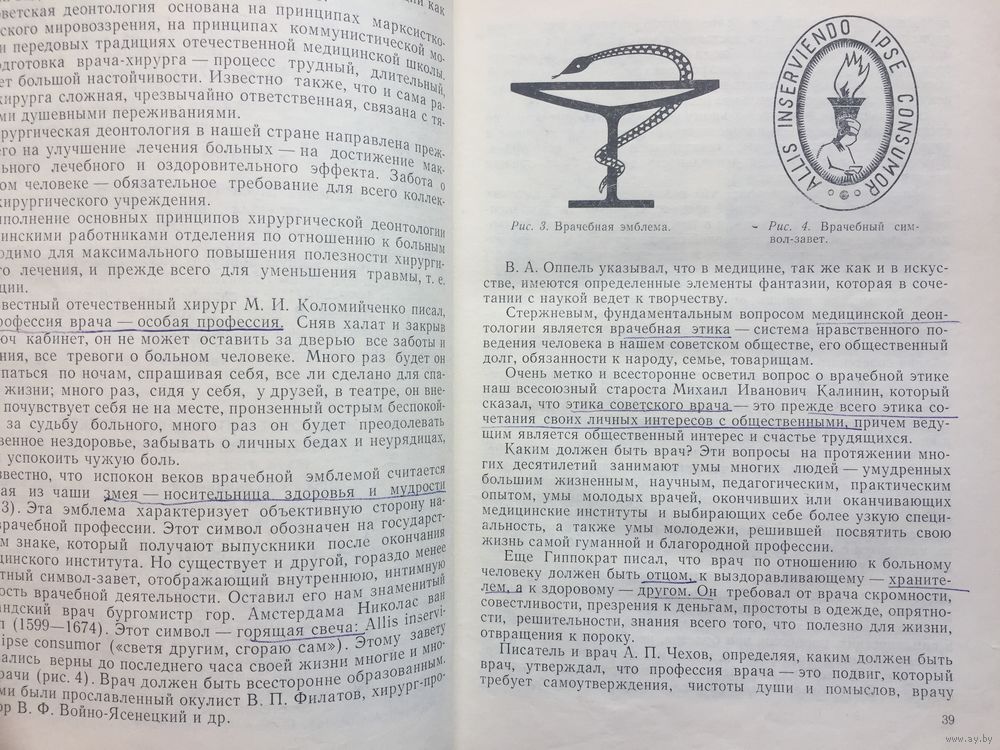 ции как
ветская деонтология основана на принципах марксистко-
ского мировоззрения, на принципах коммунистической мо-
и передовых традициях отечественной медицинской школы.
одготовка врача-хирурга — процесс трудный, длительный,
ет большой настойчивости. Известно также, что и сама ра-
хирурга сложная, чрезвычайно ответственная, связана с тя-
ми душевными переживаниями.
рургическая деонтология в нашей стране направлена преж-
его на улучшение лечения больных — на достижение мак-
ьного лечебного и оздоровительного эффекта. Забота о
ом человеке — обязательное требование для всего коллек-
хирургического учреждения.
полнение основных принципов хирургической деонтологии
инскими работниками отделения по отношению к больным
одимо для максимального повышения полезности хирурги-
го лечения, и прежде всего для уменьшения травмы, т. е.
ции.
вестный отечественный хирург М. И. Коломийченко писал,
рофессия врача — особая профессия. Сняв халат и закрыв
юч кабинет, он не может оставить за дверью все заботы и
ния, все тревоги о больном человеке. Много раз будет он
паться по ночам, спрашивая себя, все ли сделано для спа-
жизни; много раз, сидя у себя, у друзей, в театре, он вне-
почувствует себя не на месте, пронзенный острым беспокой-
за судьбу больного, много раз он будет преодолевать
венное нездоровье, забывать о личных бедах и неурядицах,
успокоить чужую боль.
звестно, что испокон веков врачебной эмблемой считается
ая из чаши змея — носительница здоровья и мудрости
3). Эта эмблема характеризует объективную сторону на-
врачебной профессии. Этот символ обозначен на государст-
м знаке, который получают выпускники после окончания
цинского института. Но существует и другой, гораздо менее
тный символ-завет, отображающий внутреннюю, интимную
ость врачебной деятельности. Оставил его нам знаменитый
андский врач бургомистр гор. Амстердама Николас ван
п (1599—1674). Этот символ — горящая свеча: Allis inservi-
ipse consumor («светя другим, сгораю сам»). Этому завету
ались верны до последнего часа своей жизни многие и мно-
рачи (рис. 4). Врач должен быть всесторонне образованным.
ми были прославленный окулист В. П. Филатов, хирург-про-
ор В. Ф. Войно-Ясенецкий и др.
ALLIS INSERVIENDO IPSE CONSUMOR
Рис. 3. Врачебная эмблема.
Рис. 4. Врачебный сим-
вол-завет.
В. А. Оппель указывал, что в медицине, так же как и в искус-
стве, имеются определенные элементы фантазии, которая в соче-
тании с наукой ведет к творчеству.
Стержневым, фундаментальным вопросом медицинской деон-
тологии является врачебная этика — система нравственного по-
ведения человека в нашем советском обществе, его общественный
долг, обязанности к народу, семье, товарищам.
Очень метко и всесторонне осветил вопрос о врачебной этике
наш всесоюзный староста Михаил Иванович Калинин, который
сказал, что этика советского врача — это прежде всего этика со-
четания своих личных интересов с общественными, причем веду-
щим является общественный интерес и счастье трудящихся.
Каким должен быть врач? Эти вопросы на протяжении мно-
гих десятилетий занимают умы многих людей — умудренных
большим жизненным, научным, педагогическим, практическим
опытом, умы молодых врачей, окончивших или оканчивающих
медицинские институты и выбирающих себе более узкую специ-
альность, а также умы молодежи, решившей посвятить свою
жизнь самой гуманной и благородной профессии.
Еще Гиппократ писал, что врач по отношению к больному
человеку должен быть отцом, к выздоравливающему — храните-
лем, а к здоровому — другом. Он требовал от врача скромности,
совестливости, презрения к деньгам, простоты в одежде, опрятно-
сти, решительности, знания всего того, что полезно для жизни,
отвращения к пороку.
Писатель и врач А. П. Чехов, определяя, каким должен быть
врач, утверждал, что профессия врача — это подвиг, который
требует самоутверждения, чистоты души и помыслов, врачу
39
www.ay.by